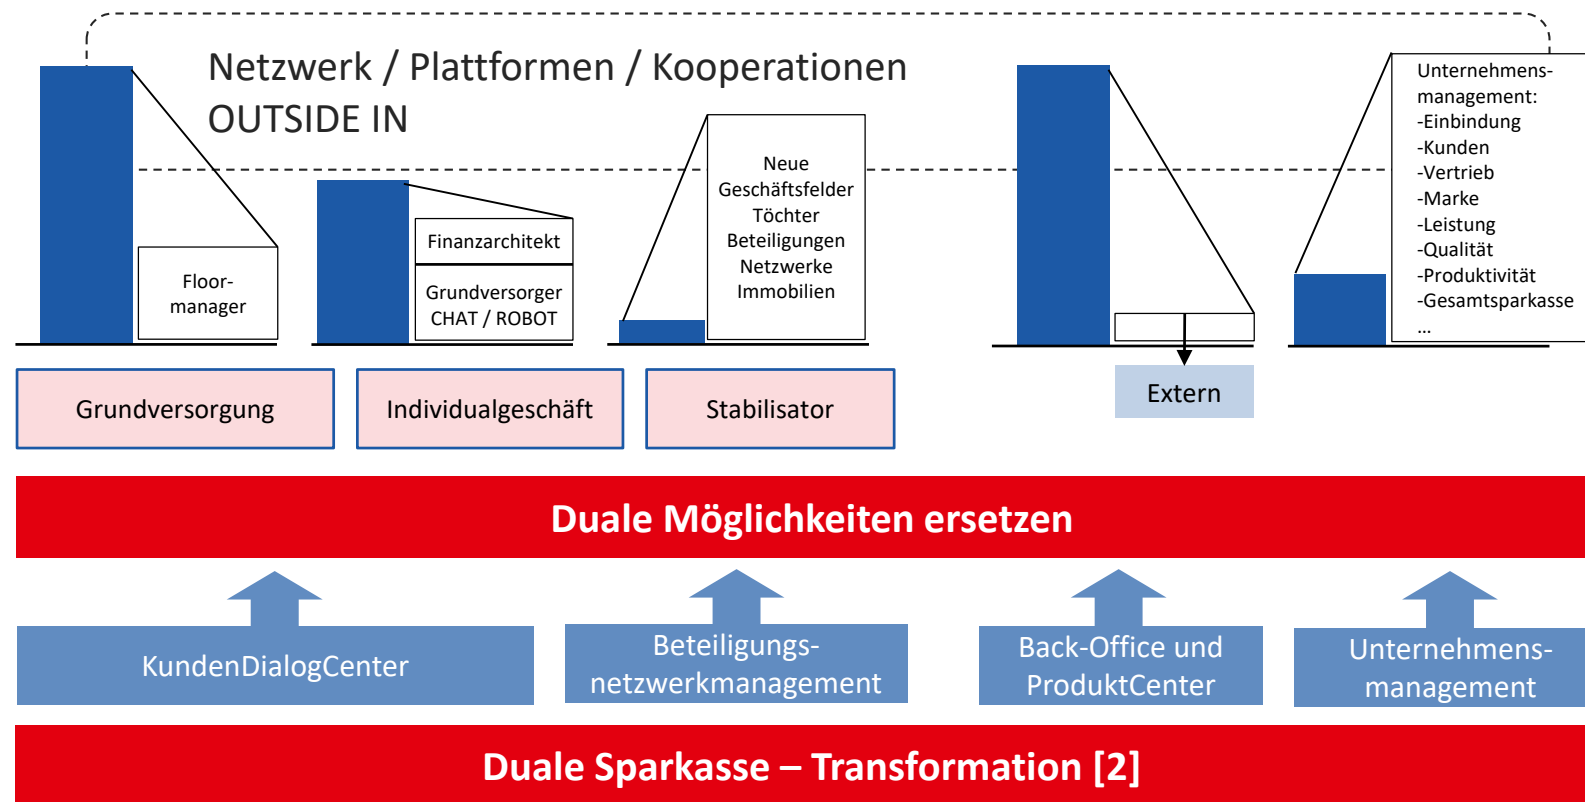 Netzwerk / Plattformen / Kooperationen
OUTSIDE IN
Floor-
manager
Finanzarchitekt
Grundversorger
CHAT / ROBOT
Neue
Geschäftsfelder
Töchter
Beteiligungen
Netzwerke
Immobilien
Unternehmens-
management:
-Einbindung
-Kunden
-Vertrieb
-Marke
-Leistung
-Qualität
-Produktivität
-Gesamtsparkasse
...
Extern
Grundversorgung
Individualgeschäft
Stabilisator
Duale Möglichkeiten ersetzen
KundenDialogCenter
Beteiligungs-
netzwerkmanagement
Back-Office und
ProduktCenter
Unternehmens-
management
Duale Sparkasse – Transformation [2]